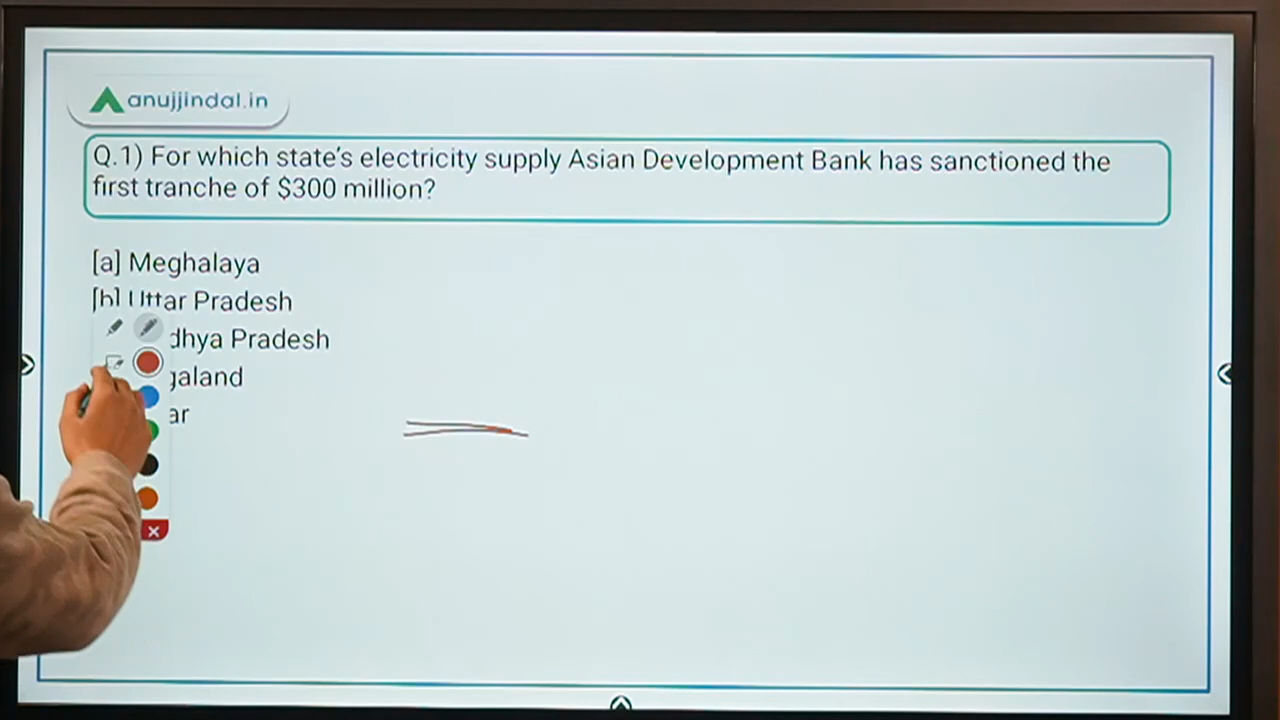 anujjindal.in
Q.1) For which state's electricity supply Asian Development Bank has sanctioned the
first tranche of $300 million?
[a] Meghalaya
[b] Uttar Pradesh
dhya Pradesh
galand
ar